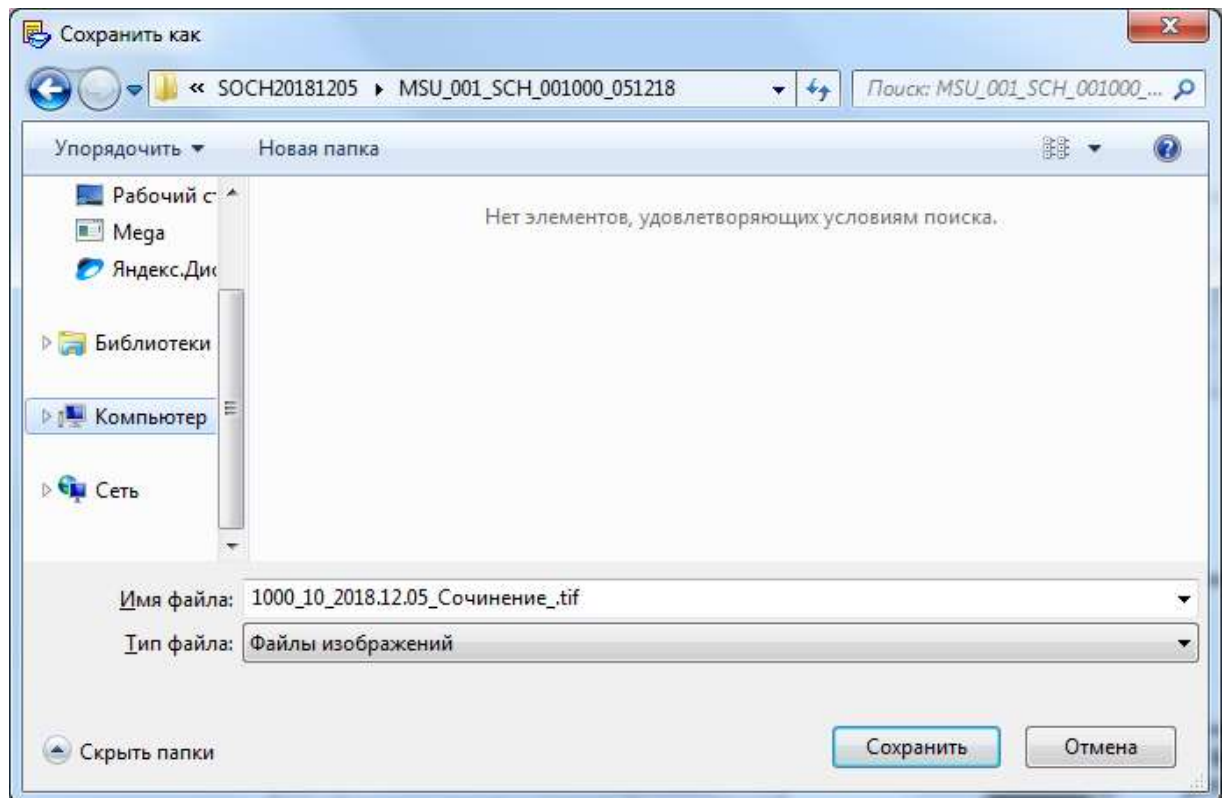 Сохранить как
« SOCH20181205 MSU_001_SCH_001000_051218
Поиск: MSU_001_SCH_001000_...
Упорядочить Новая папка
Рабочий ст
Mega
Яндекс.Дис
Библиотеки
Компьютер
Сеть
Нет элементов, удовлетворяющих условиям поиска.
Имя файла: 1000_10_2018.12.05_Сочинение_.tif
Тип файла: Файлы изображений
Скрыть папки
Сохранить Отмена